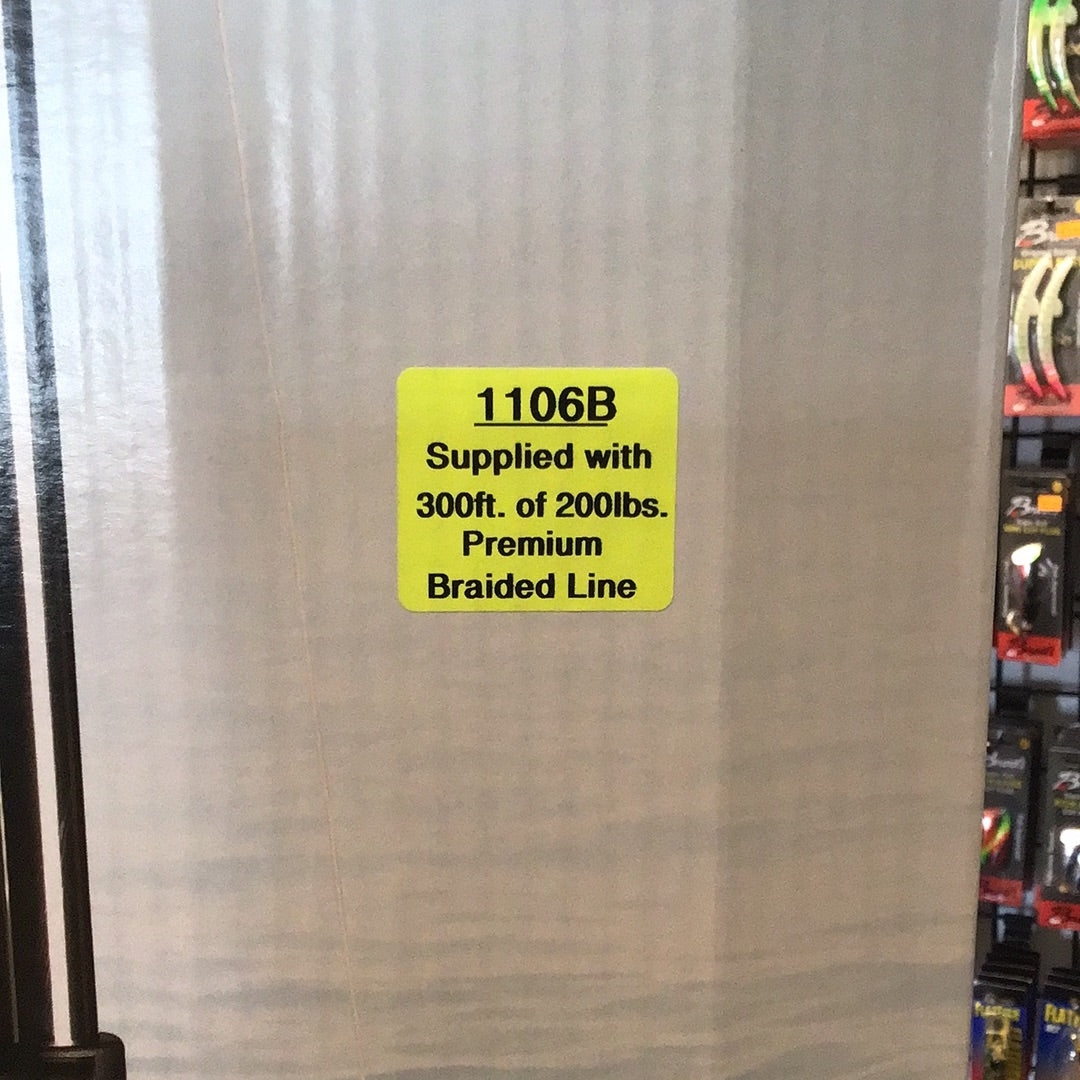 1106B
Supplied with
300ft. of 200lbs.
Premium
Braided Line